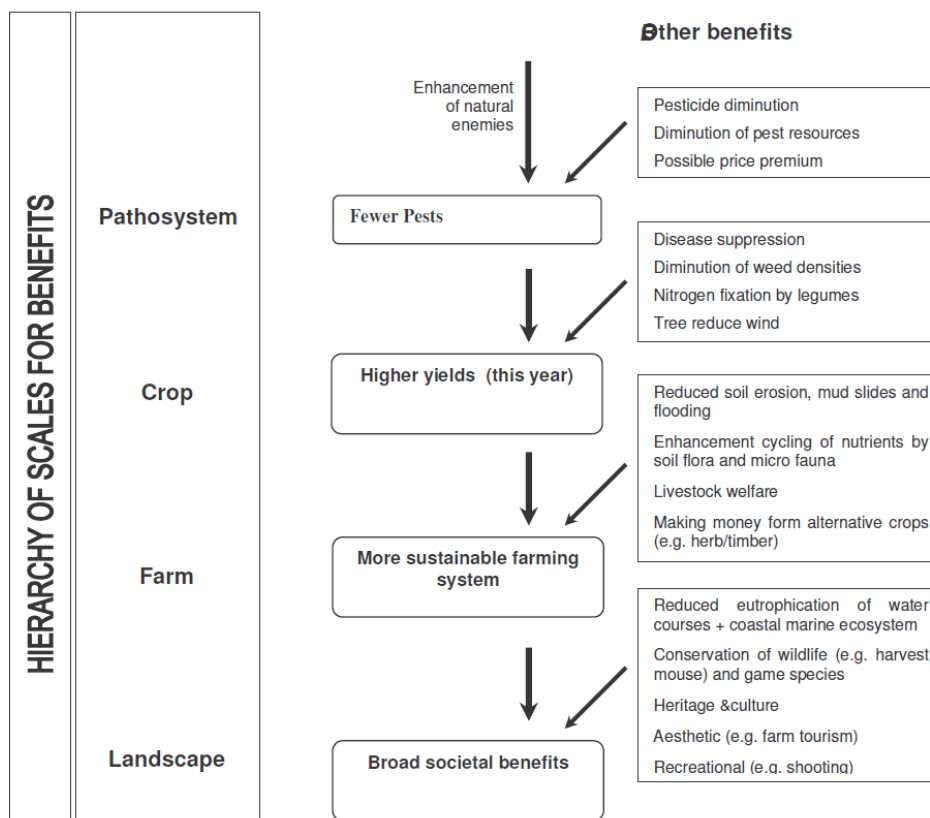 HIERARCHY OF SCALES FOR BENEFITS
Other benefits
Enhancement
of natural
enemies
Pesticide diminution
Diminution of pest resources
Possible price premium
Pathosystem
Fewer Pests
Disease suppression
Diminution of weed densities
Nitrogen fixation by legumes
Tree reduce wind
Crop
Higher yields (this year)
Reduced soil erosion, mud slides and
flooding
Enhancement cycling of nutrients by
soil flora and micro fauna
Livestock welfare
Making money form alternative crops
(e.g. herb/timber)
Farm
More sustainable farming
system
Reduced eutrophication of water
courses + coastal marine ecosystem
Conservation of wildlife (e.g. harvest
mouse) and game species
Heritage &culture
Aesthetic (e.g. farm tourism)
Recreational (e.g. shooting)
Landscape
Broad societal benefits